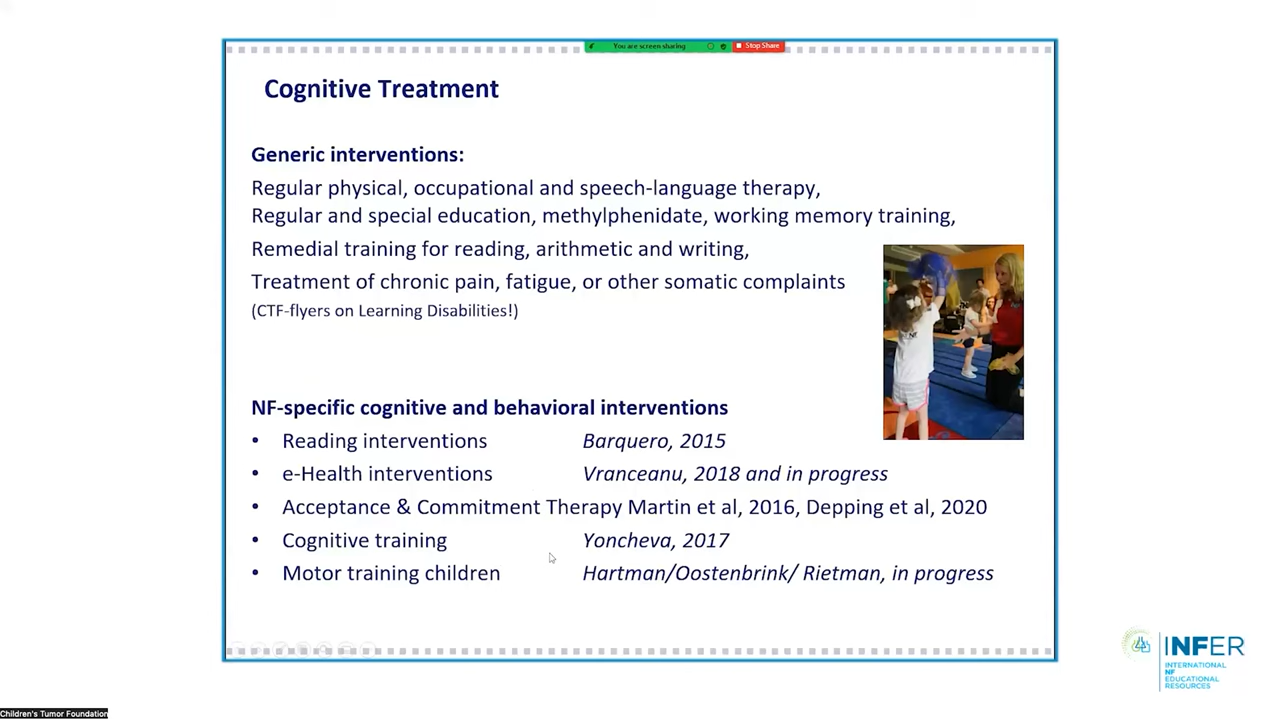 You are screen sharing
Stop Share
Cognitive Treatment
Generic interventions:
Regular physical, occupational and speech-language therapy,
Regular and special education, methylphenidate, working memory training,
Remedial training for reading, arithmetic and writing,
Treatment of chronic pain, fatigue, or other somatic complaints
(CTF-flyers on Learning Disabilities!)
NF-specific cognitive and behavioral interventions
• Reading interventions Barquero, 2015
• e-Health interventions Vranceanu, 2018 and in progress
• Acceptance & Commitment Therapy Martin et al, 2016, Depping et al, 2020
• Cognitive training Yoncheva, 2017
• Motor training children Hartman/Oostenbrink/ Rietman, in progress
INFER
INTERNATIONAL
NF
EDUCATIONAL
RESOURCES
Children's Tumor Foundation